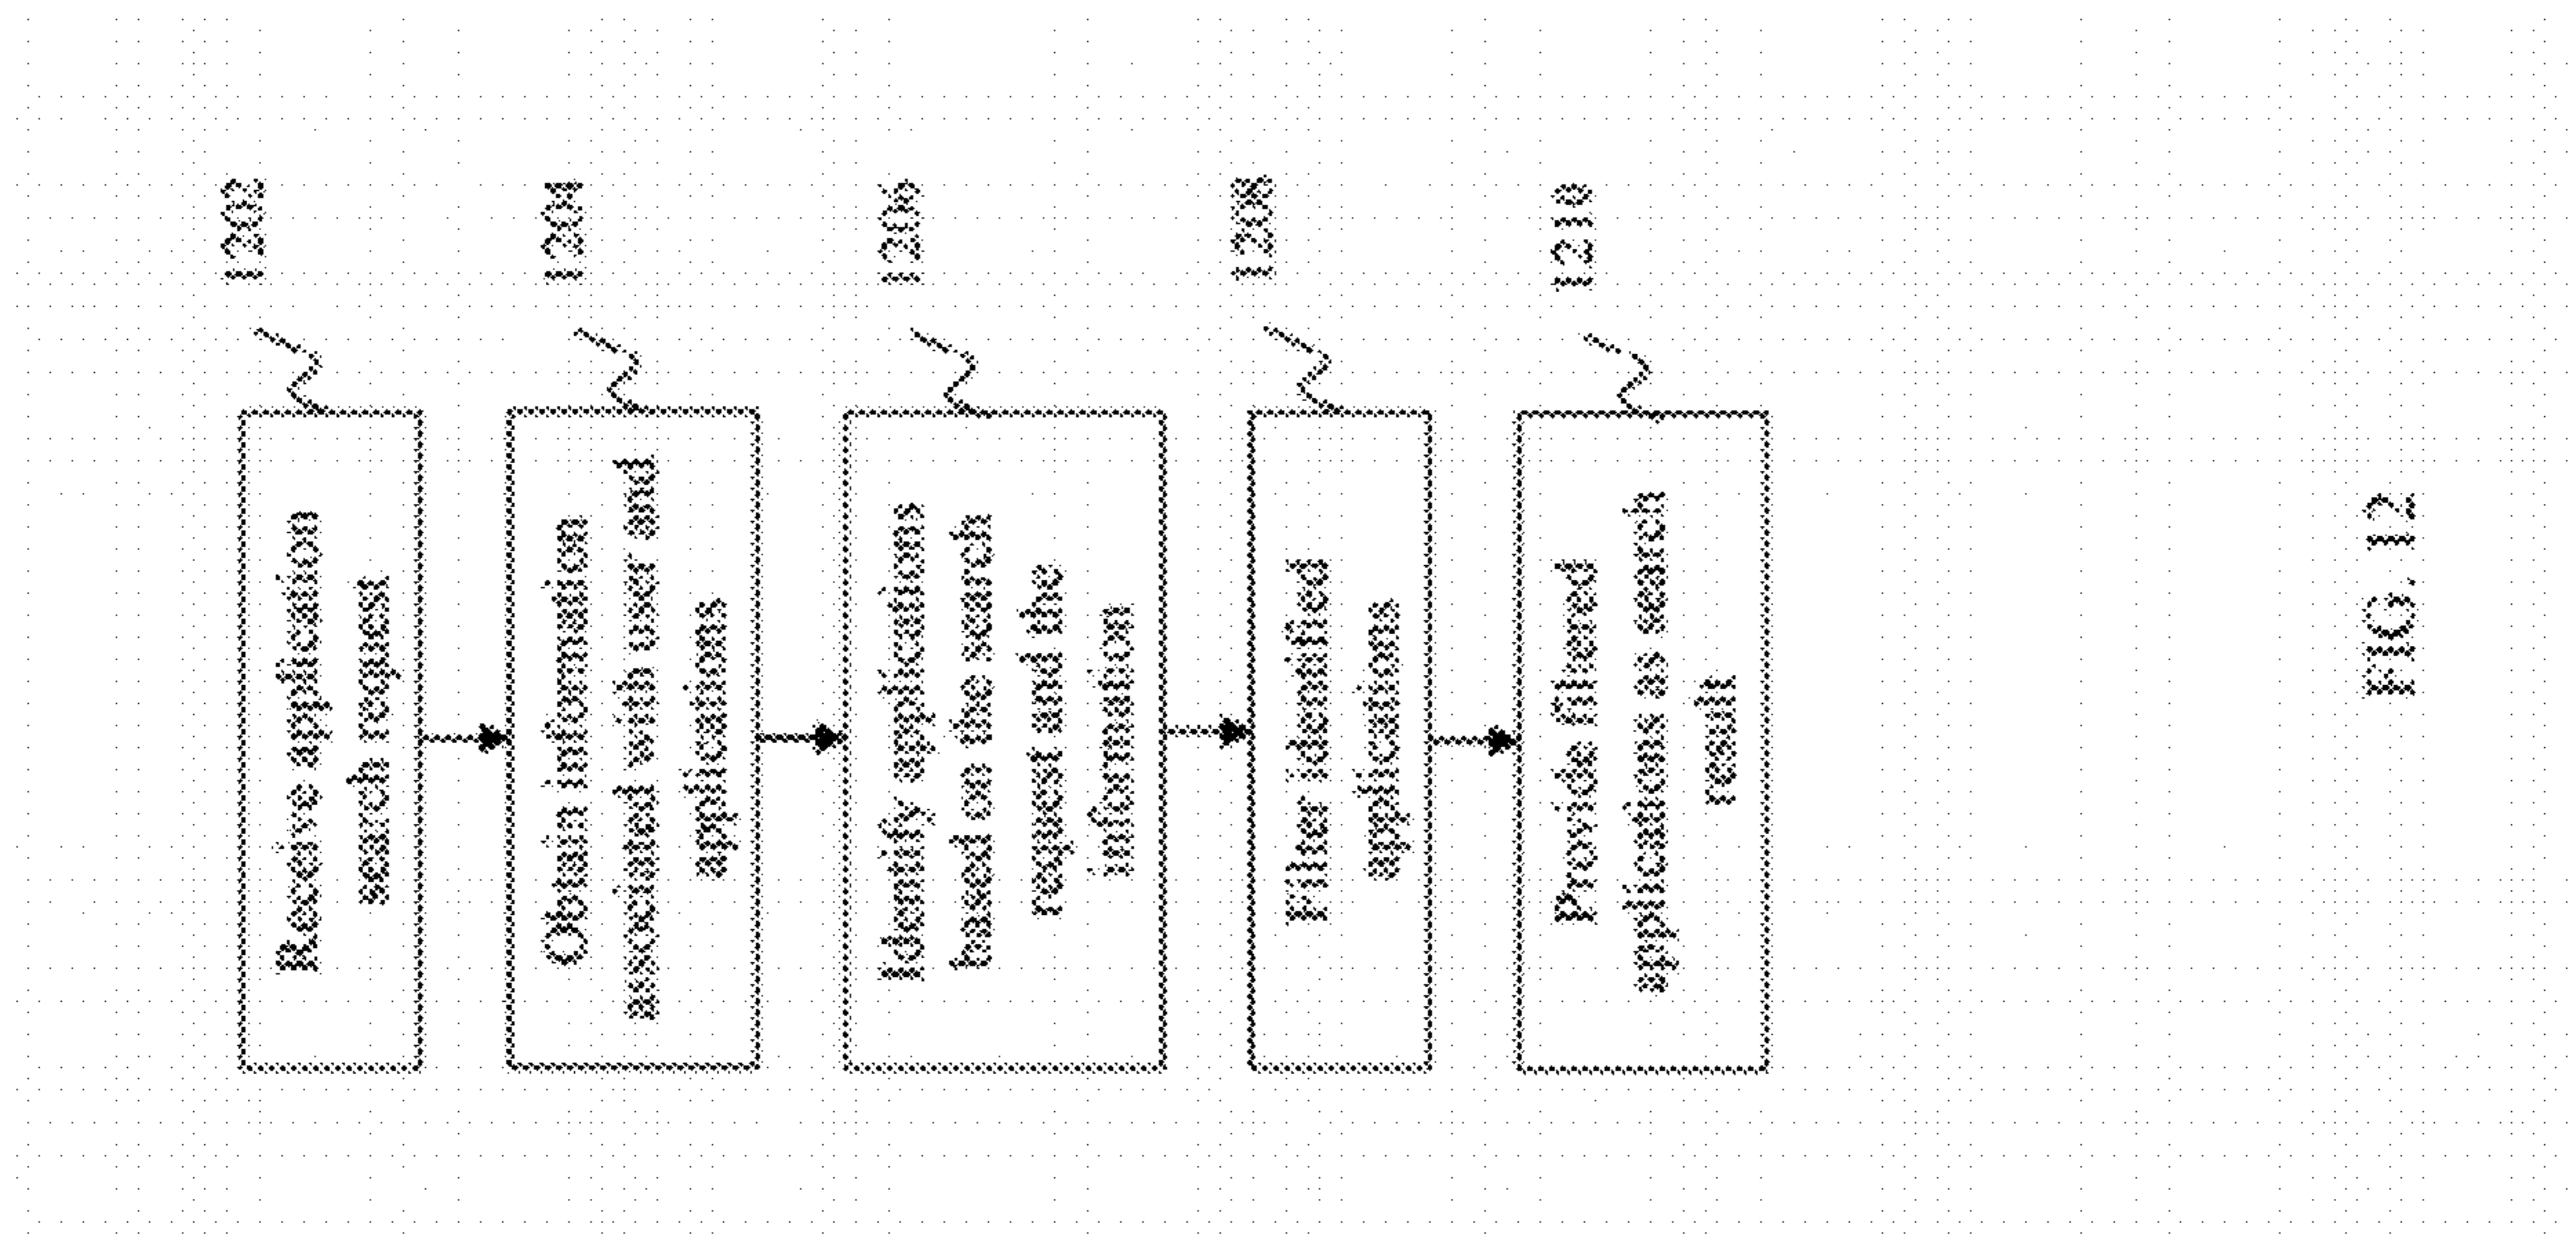 Receive application
search request
1202
Obtain information
associated with user and
applications
1204
Identify applications
based on the search
request and the
information
1206
Filter identified
applications
1208
Provide filtered
applications as search
result
1210
FIG. 12